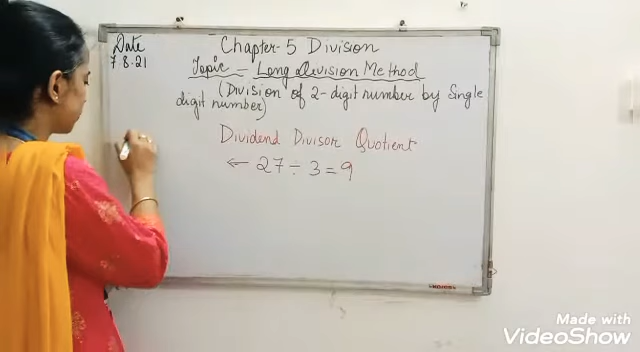 Date
7.8.21
Chapter-5 Division
Topic - Long Division Method
(Division of 2-digit number by Single
digit number)
Dividend Divisor Quotient
← 27 ÷ 3 = 9
Made with
VideoShow